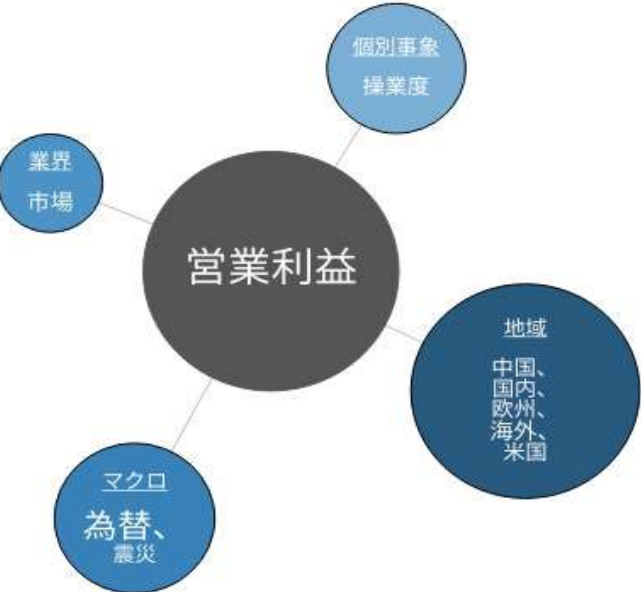 個別事象
操業度
業界
市場
営業利益
地域
中国、
国内、
欧州、
海外、
米国
マクロ
為替、
震災